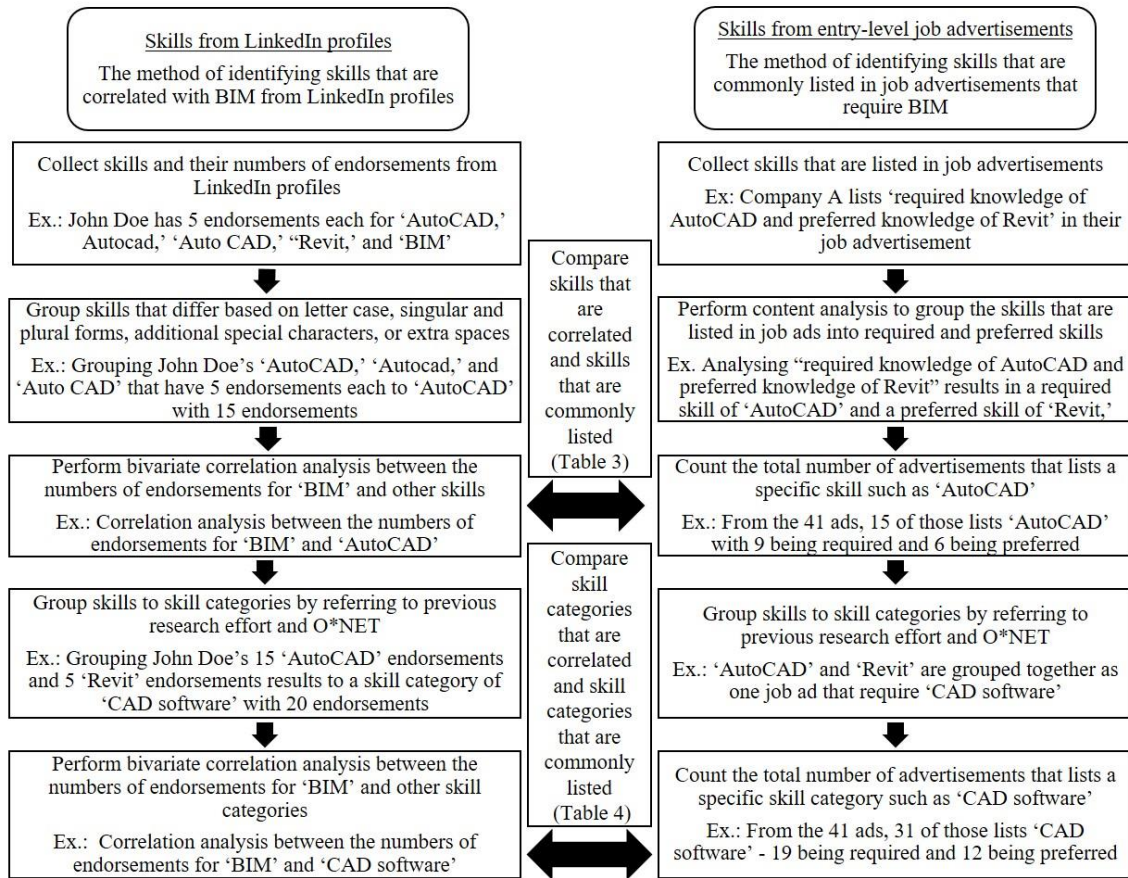 Skills from LinkedIn profiles
The method of identifying skills that are
correlated with BIM from LinkedIn profiles
Collect skills and their numbers of endorsements from
LinkedIn profiles
Ex.: John Doe has 5 endorsements each for ‘AutoCAD,’
Autocad,’ ‘Auto CAD,’ “Revit,’ and ‘BIM’
Group skills that differ based on letter case, singular and
plural forms, additional special characters, or extra spaces
Ex.: Grouping John Doe’s ‘AutoCAD,’ ‘Autocad,’ and
‘Auto CAD’ that have 5 endorsements each to ‘AutoCAD’
with 15 endorsements
Perform bivariate correlation analysis between the
numbers of endorsements for ‘BIM’ and other skills
Ex.: Correlation analysis between the numbers of
endorsements for ‘BIM’ and ‘AutoCAD’
Group skills to skill categories by referring to previous
research effort and O*NET
Ex.: Grouping John Doe’s 15 ‘AutoCAD’ endorsements
and 5 ‘Revit’ endorsements results to a skill category of
‘CAD software’ with 20 endorsements
Perform bivariate correlation analysis between the
numbers of endorsements for ‘BIM’ and other skill
categories
Ex.: Correlation analysis between the numbers of
endorsements for ‘BIM’ and ‘CAD software’
Compare
skills that
are
correlated
and skills
that are
commonly
listed
(Table 3)
Compare
skill
categories
that are
correlated
and skill
categories
that are
commonly
listed
(Table 4)
Skills from entry-level job advertisements
The method of identifying skills that are
commonly listed in job advertisements that
require BIM
Collect skills that are listed in job advertisements
Ex: Company A lists ‘required knowledge of
AutoCAD and preferred knowledge of Revit’ in their
job advertisement
Perform content analysis to group the skills that are
listed in job ads into required and preferred skills
Ex. Analysing “required knowledge of AutoCAD and
preferred knowledge of Revit” results in a required
skill of ‘AutoCAD’ and a preferred skill of ‘Revit,’
Count the total number of advertisements that lists a
specific skill such as ‘AutoCAD’
Ex.: From the 41 ads, 15 of those lists ‘AutoCAD’
with 9 being required and 6 being preferred
Group skills to skill categories by referring to
previous research effort and O*NET
Ex.: ‘AutoCAD’ and ‘Revit’ are grouped together as
one job ad that require ‘CAD software’
Count the total number of advertisements that lists a
specific skill category such as ‘CAD software’
Ex.: From the 41 ads, 31 of those lists ‘CAD
software’ - 19 being required and 12 being preferred